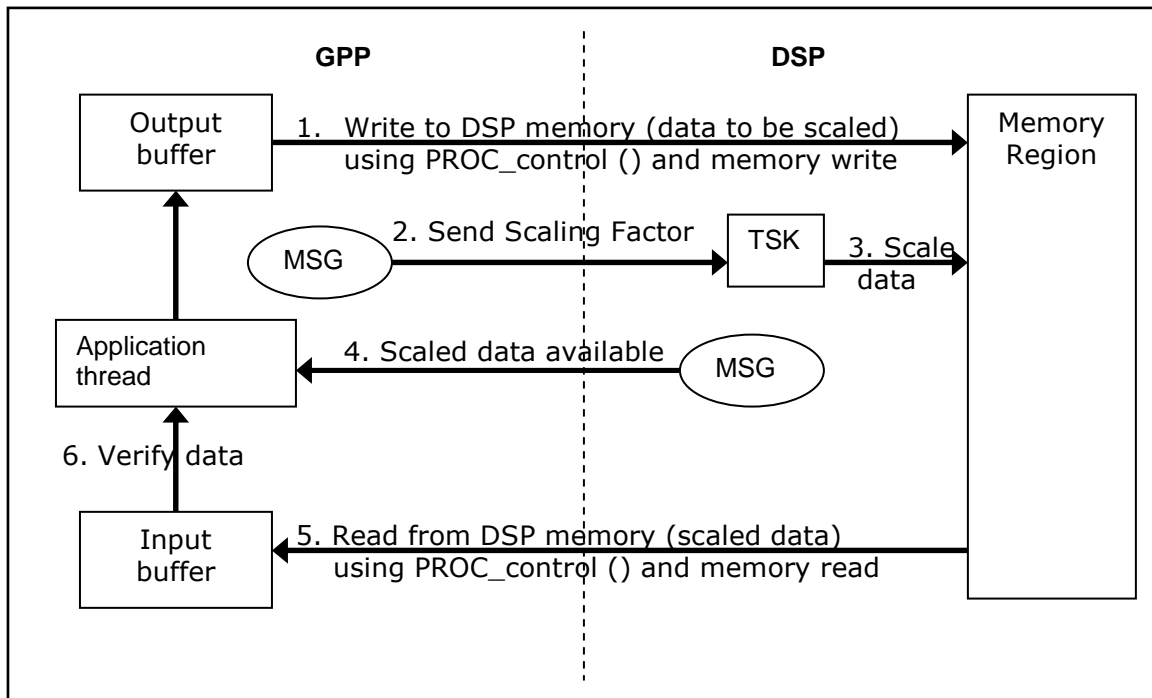 GPP
DSP
Output
buffer
1. Write to DSP memory (data to be scaled)
using PROC_control () and memory write
Memory
Region
2. Send Scaling Factor
MSG
TSK
3. Scale
data
Application
thread
4. Scaled data available
MSG
6. Verify data
Input
buffer
5. Read from DSP memory (scaled data)
using PROC_control () and memory read